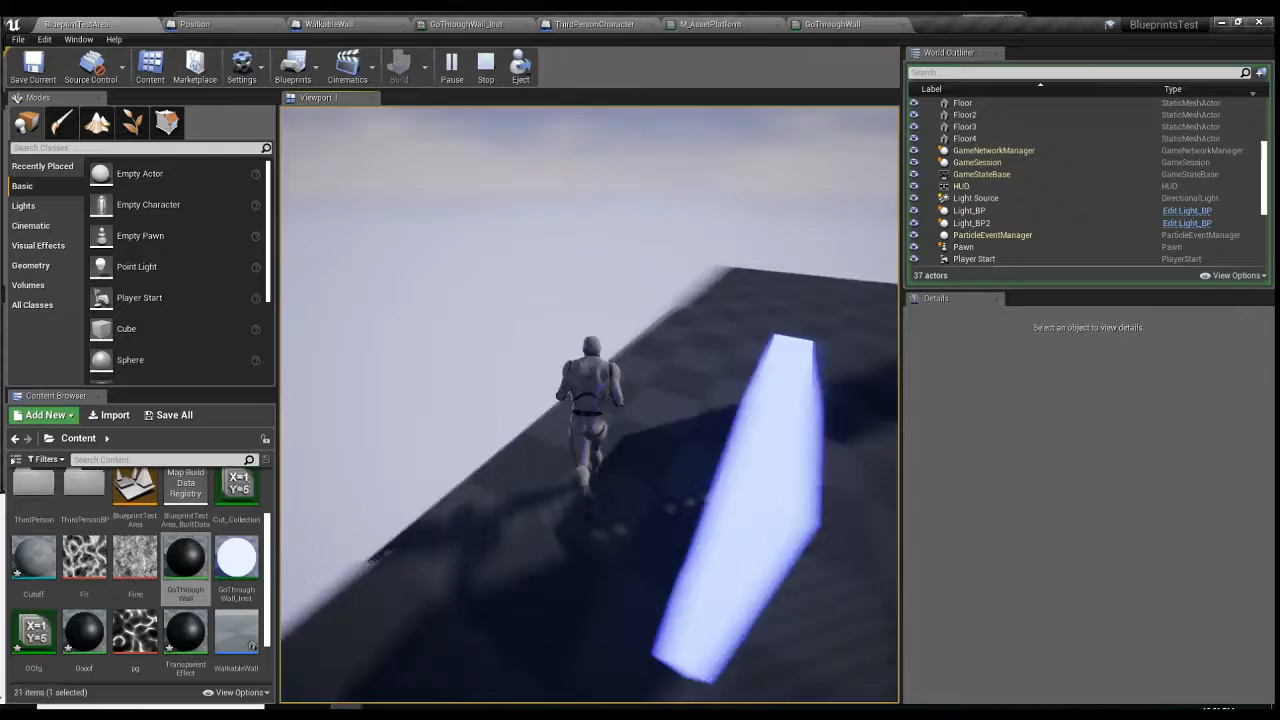 BlueprintTestArea
Position
WalkableWall
GoThroughWall_Inst
ThirdPersonCharacter
M_AssetPlatform
GoThroughWall
BlueprintsTest
File Edit Window Help
Save Current
Source Control
Content
Marketplace
Settings
Blueprints
Cinematics
Build
Pause
Stop
Eject
Modes
Search Classes
Recently Placed
Basic
Lights
Cinematic
Visual Effects
Geometry
Volumes
All Classes
Empty Actor
Empty Character
Empty Pawn
Point Light
Player Start
Cube
Sphere
Content Browser
Add New
Import
Save All
Content
Filters
Search Content
ThirdPerson
ThirdPersonBP
BlueprintTest
Area
Map Build
Data
Registry
BlueprintTest
Area_BuiltData
X=1
Y=5
Cut_Collection
Cutoff
Fir
Firre
GoThrough
Wall
GoThrough
Wall_Inst
X=1
Y=5
OOfg
Oooof
pg
Transparent
Effect
WalkableWall
21 items (1 selected)
View Options
Viewport 1
World Outliner
Search...
Label Type
Floor StaticMeshActor
Floor2 StaticMeshActor
Floor3 StaticMeshActor
Floor4 StaticMeshActor
GameNetworkManager GameNetworkManager
GameSession GameSession
GameStateBase GameStateBase
HUD HUD
Light Source DirectionalLight
Light_BP Edit Light_BP
Light_BP2 Edit Light_BP
ParticleEventManager ParticleEventManager
Pawn Pawn
Player Start PlayerStart
37 actors
View Options
Details
Select an object to view details.